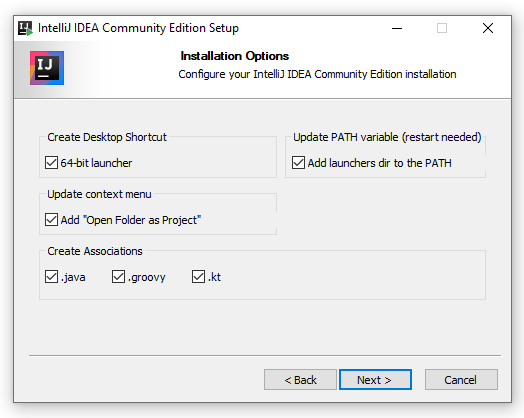 IntelliJ IDEA Community Edition Setup
IJ
Installation Options
Configure your IntelliJ IDEA Community Edition installation
IJ
Create Desktop Shortcut
64-bit launcher
Update PATH variable (restart needed)
Add launchers dir to the PATH
Update context menu
Add "Open Folder as Project"
Create Associations
.java .groovy .kt
< Back Next > Cancel